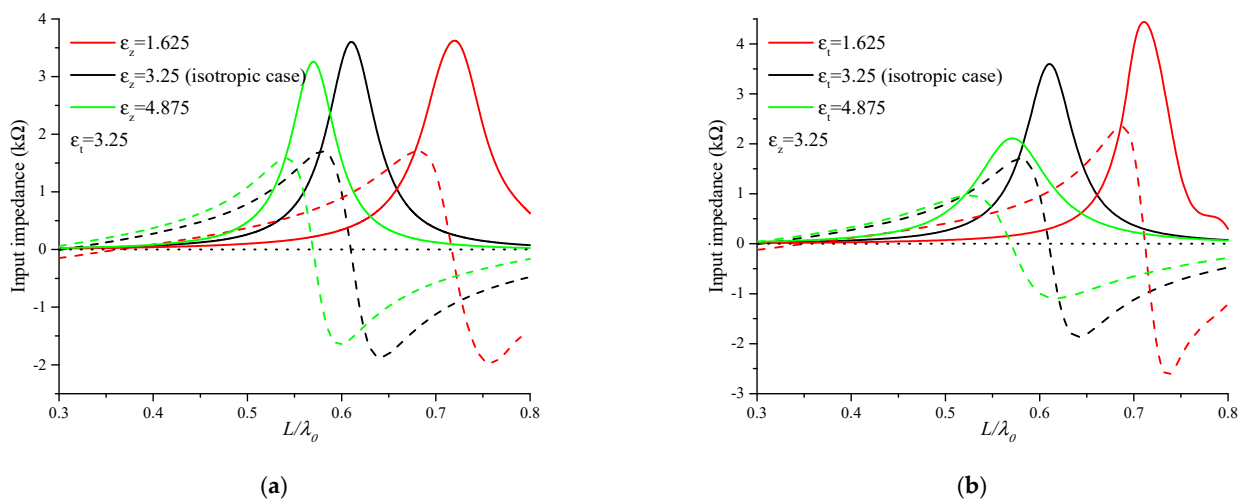 4
3
2
1
0
-1
-2
Input impedance (kΩ)
ε_z=1.625
ε_z=3.25 (isotropic case)
ε_z=4.875
ε_t=3.25
0.3 0.4 0.5 0.6 0.7 0.8
L/λ_0
(a)
4
3
2
1
0
-1
-2
-3
Input impedance (kΩ)
ε_t=1.625
ε_t=3.25 (isotropic case)
ε_t=4.875
ε_z=3.25
0.3 0.4 0.5 0.6 0.7 0.8
L/λ_0
(b)